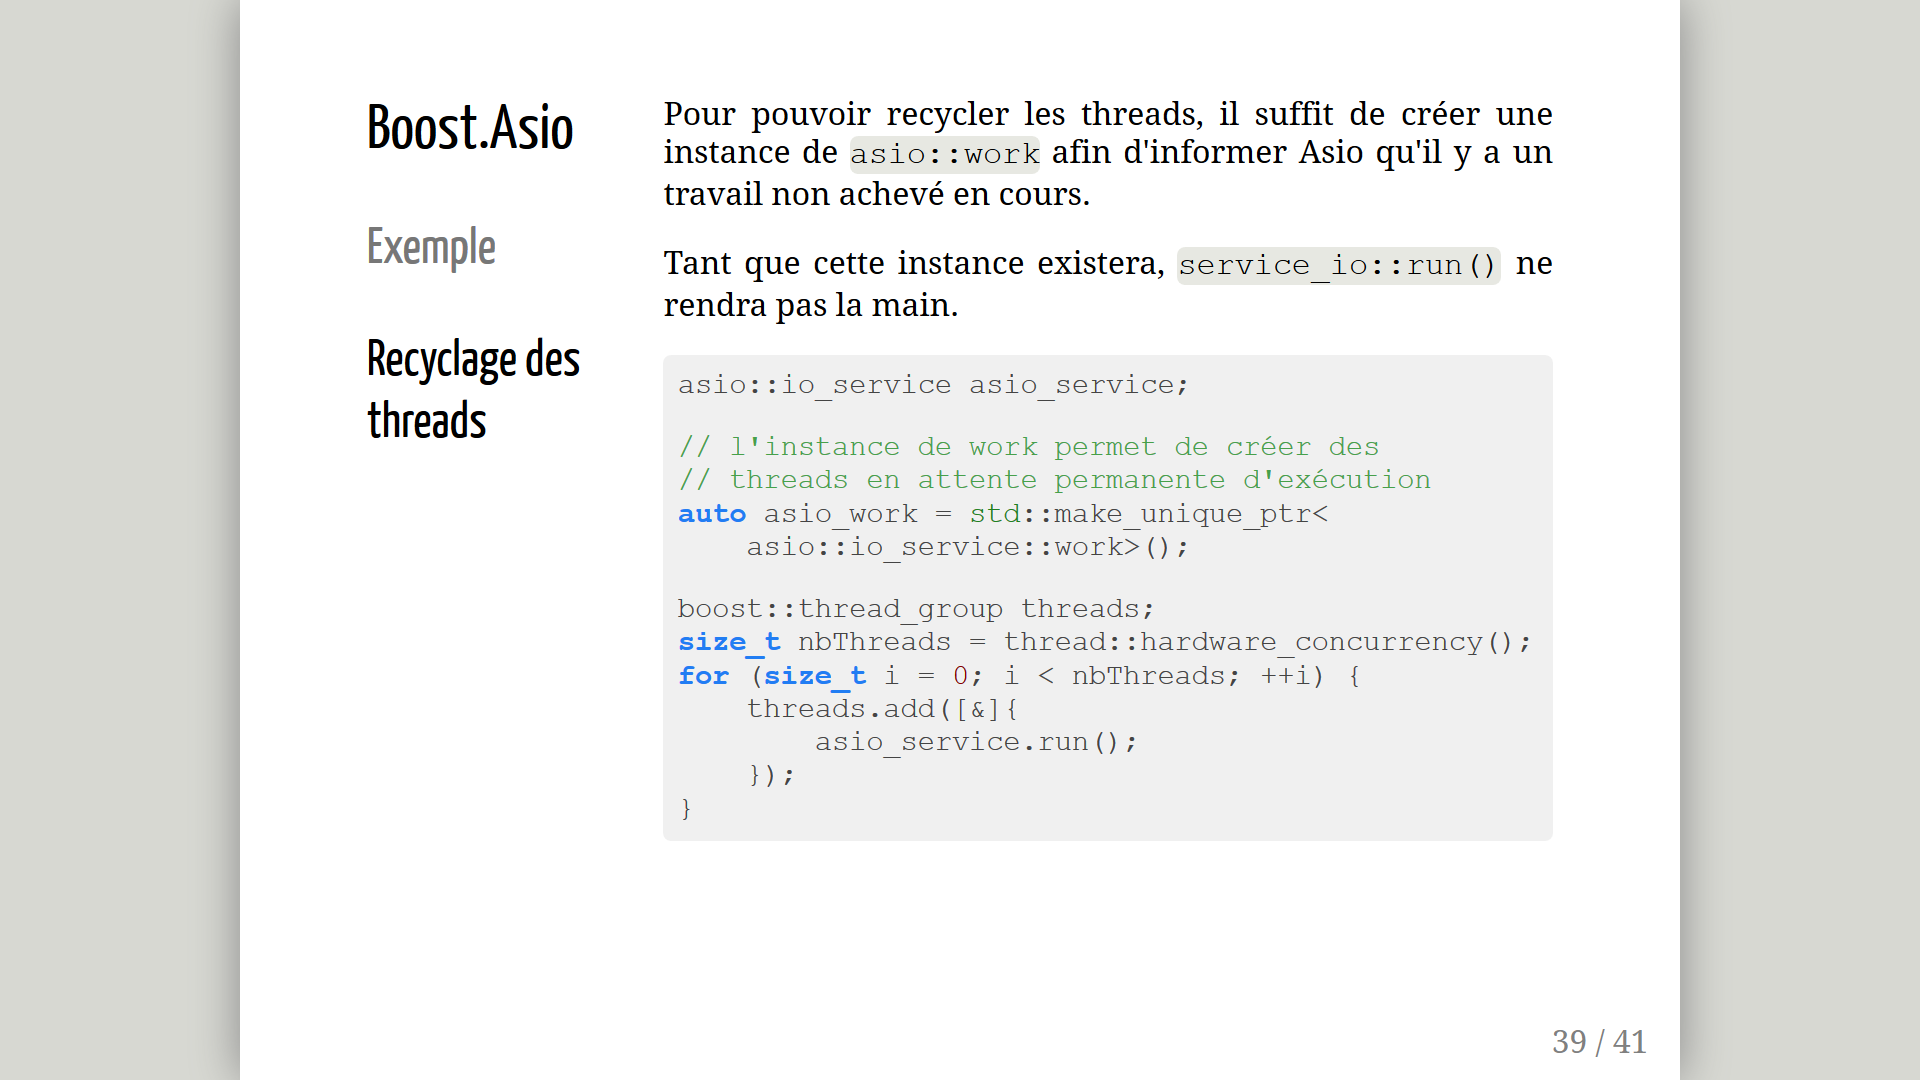 Boost.Asio
Exemple
Recyclage des
threads
Pour pouvoir recycler les threads, il suffit de créer une
instance de asio::work afin d'informer Asio qu'il y a un
travail non achevé en cours.
Tant que cette instance existera, service_io::run() ne
rendra pas la main.
asio::io_service asio_service;
// l'instance de work permet de créer des
// threads en attente permanente d'exécution
auto asio_work = std::make_unique_ptr<
    asio::io_service::work>();
boost::thread_group threads;
size_t nbThreads = thread::hardware_concurrency();
for (size_t i = 0; i < nbThreads; ++i) {
    threads.add([&]{
        asio_service.run();
    });
}
39 / 41